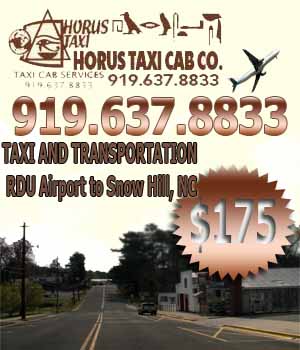 HORUS
TAXI
TAXI CAB SERVICES
919.637.8833
HORUS TAXI CAB CO.
919.637.8833
919.637.8833
TAXI AND TRANSPORTATION
RDU Airport to Snow Hill, NC
$175